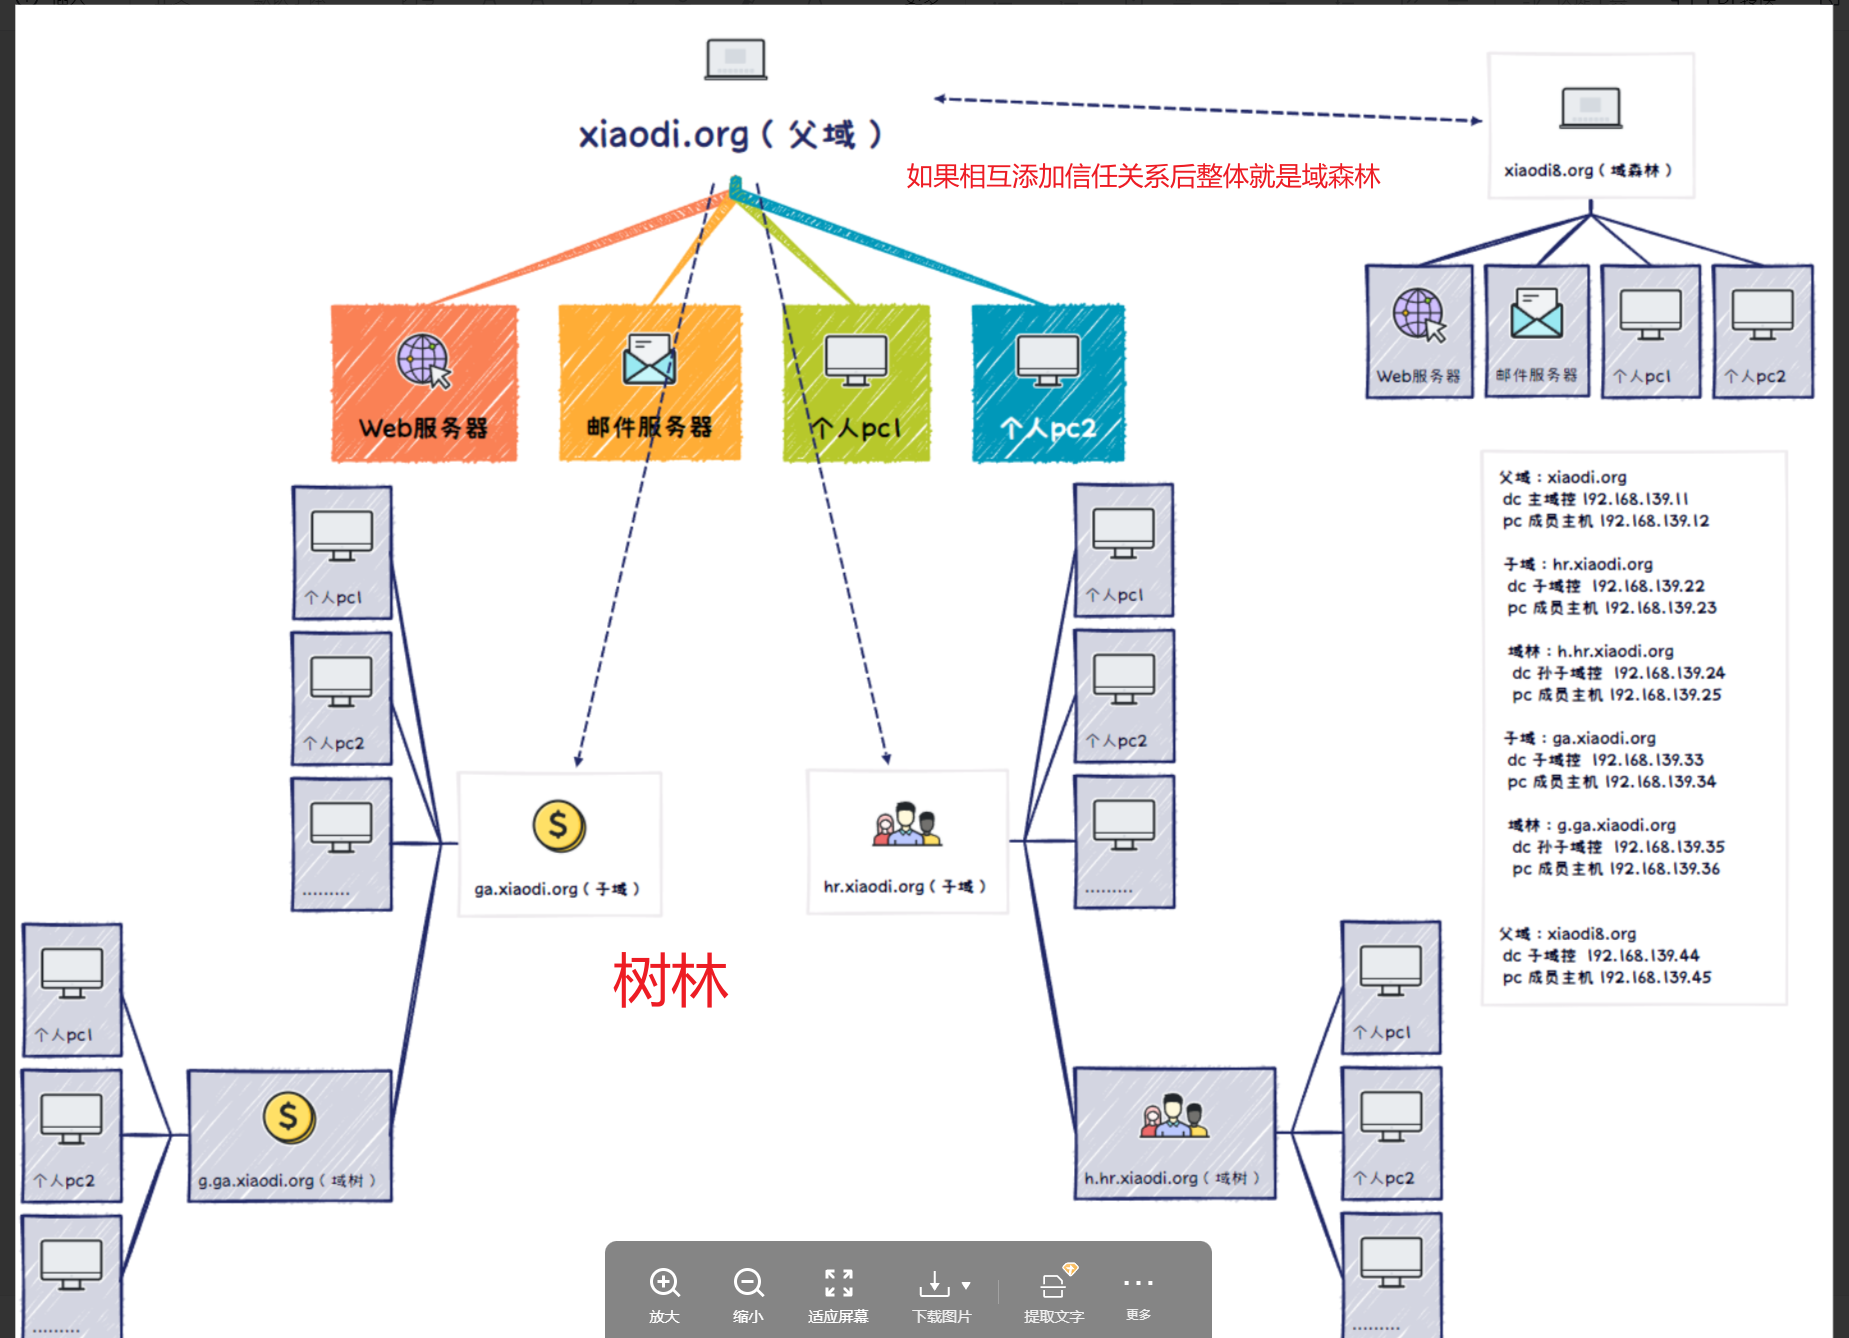 xiaodi.org ( 父域 )
如果相互添加信任关系后整体就是域森林
xiaodi8.org ( 域森林 )
Web服务器
邮件服务器
个人pc1
个人pc2
Web服务器
邮件服务器
个人pc1
个人pc2
父域：xiaodi.org
dc 主域控 192.168.139.11
pc 成员主机 192.168.139.12
子域：hr.xiaodi.org
dc 子域控 192.168.139.22
pc 成员主机 192.168.139.23
域林：h.hr.xiaodi.org
dc 孙子域控 192.168.139.24
pc 成员主机 192.168.139.25
子域：ga.xiaodi.org
dc 子域控 192.168.139.33
pc 成员主机 192.168.139.34
域林：g.ga.xiaodi.org
dc 孙子域控 192.168.139.35
pc 成员主机 192.168.139.36
父域：xiaodi8.org
dc 子域控 192.168.139.44
pc 成员主机 192.168.139.45
个人pc1
个人pc2
.........
个人pc1
个人pc2
.........
ga.xiaodi.org ( 子域 )
hr.xiaodi.org ( 子域 )
树林
个人pc1
个人pc2
.........
g.ga.xiaodi.org ( 域树 )
h.hr.xiaodi.org ( 域树 )
个人pc1
个人pc2
.........
放大
缩小
适应屏幕
下载图片
提取文字
更多